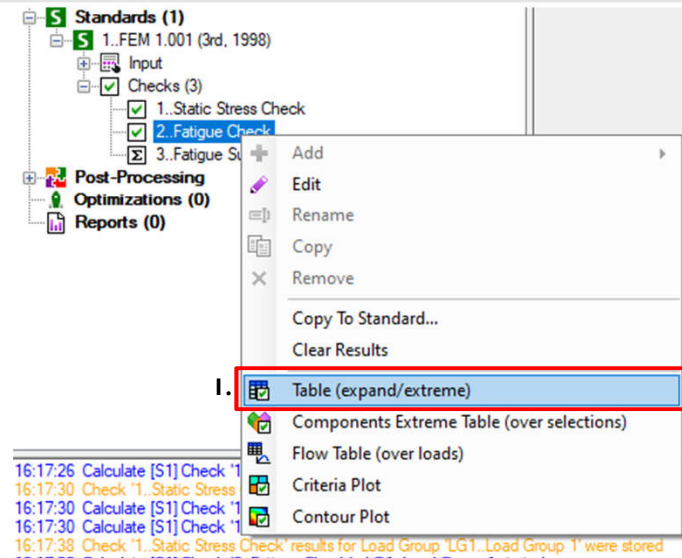 Standards (1)
1..FEM 1.001 (3rd, 1998)
Input
Checks (3)
1..Static Stress Check
2..Fatigue Check
3..Fatigue
Post-Processing
Optimizations (0)
Reports (0)
Add
Edit
Rename
Copy
Remove
Copy To Standard...
Clear Results
1. Table (expand/extreme)
Components Extreme Table (over selections)
Flow Table (over loads)
Criteria Plot
Contour Plot
16:17:26 Calculate [S1] Check '1
16:17:30 Check '1..Static Stress
16:17:30 Calculate [S1] Check '1
16:17:30 Calculate [S1] Check '1
16:17:38 Check '1..Static Stress Check' results for Load Group 'LG1..Load Group 1' were stored